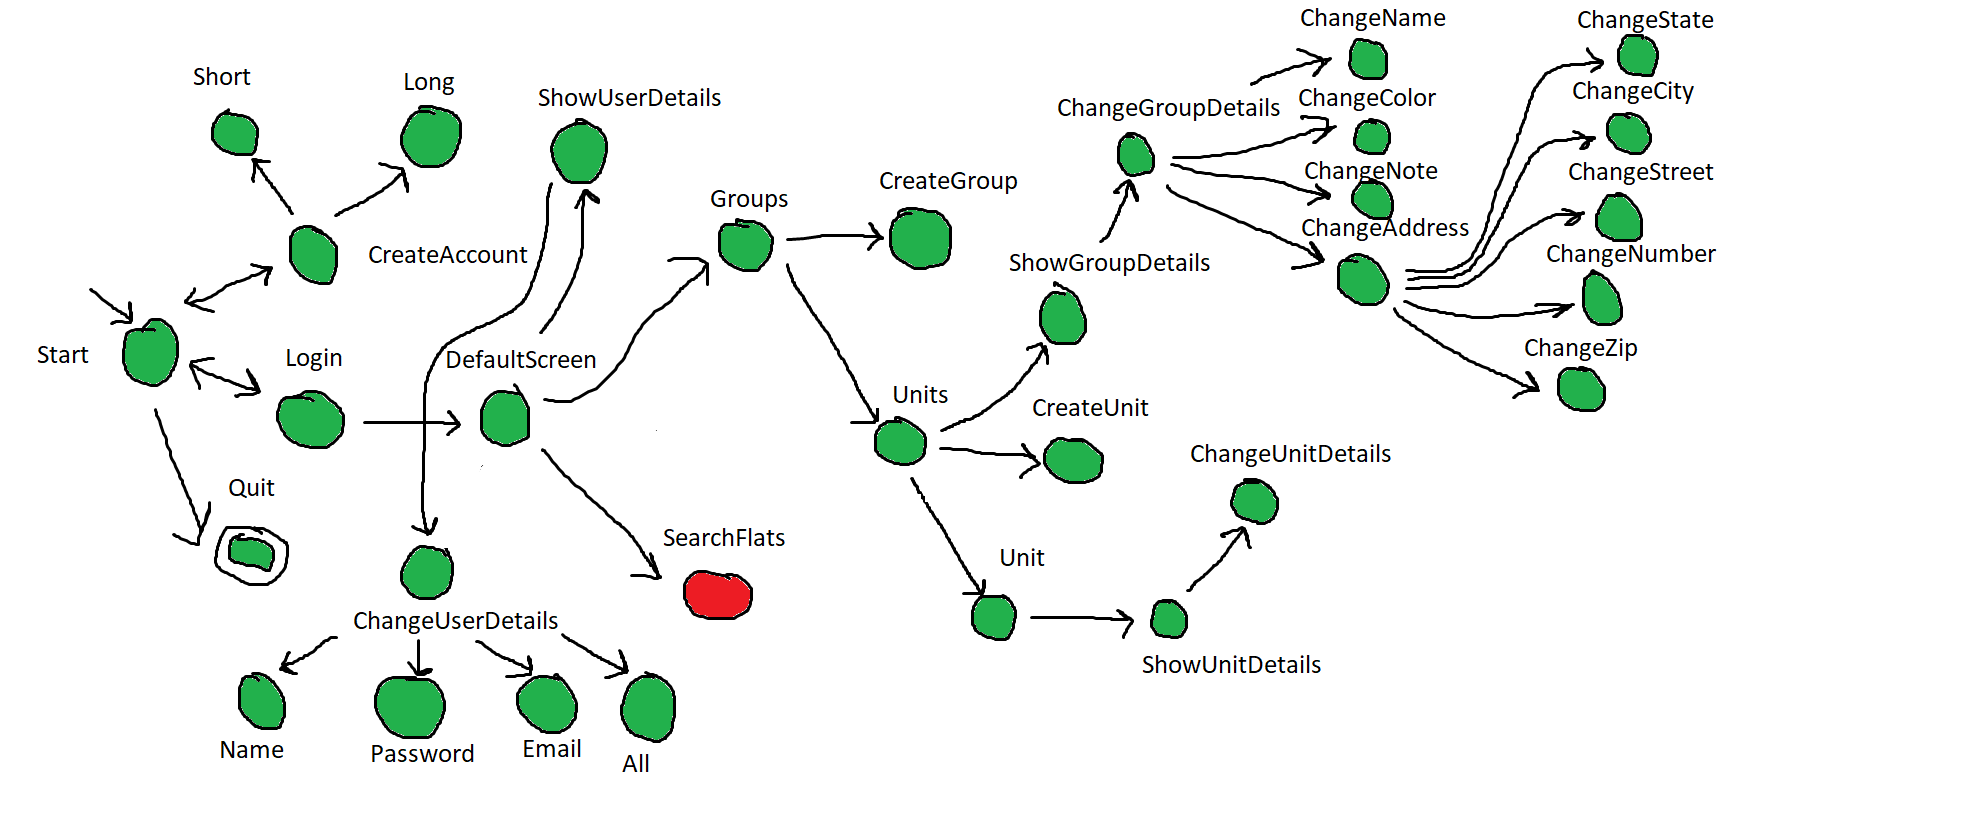 ChangeName
ChangeState
Short
Long
ShowUserDetails
ChangeGroupDetails
ChangeColor
ChangeCity
ChangeNote
ChangeStreet
Groups
CreateGroup
ChangeAddress
CreateAccount
ShowGroupDetails
ChangeNumber
Start
Login
DefaultScreen
ChangeZip
Units
CreateUnit
ChangeUnitDetails
Quit
SearchFlats
Unit
ChangeUserDetails
ShowUnitDetails
Name
Password
Email
All